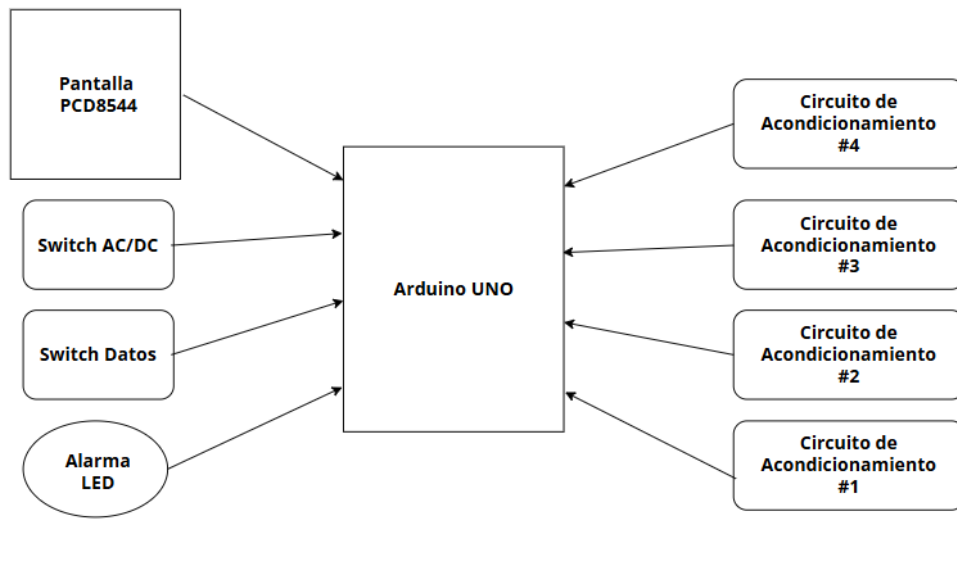 Pantalla
PCD8544
Switch AC/DC
Switch Datos
Alarma
LED
Arduino UNO
Circuito de
Acondicionamiento
#4
Circuito de
Acondicionamiento
#3
Circuito de
Acondicionamiento
#2
Circuito de
Acondicionamiento
#1